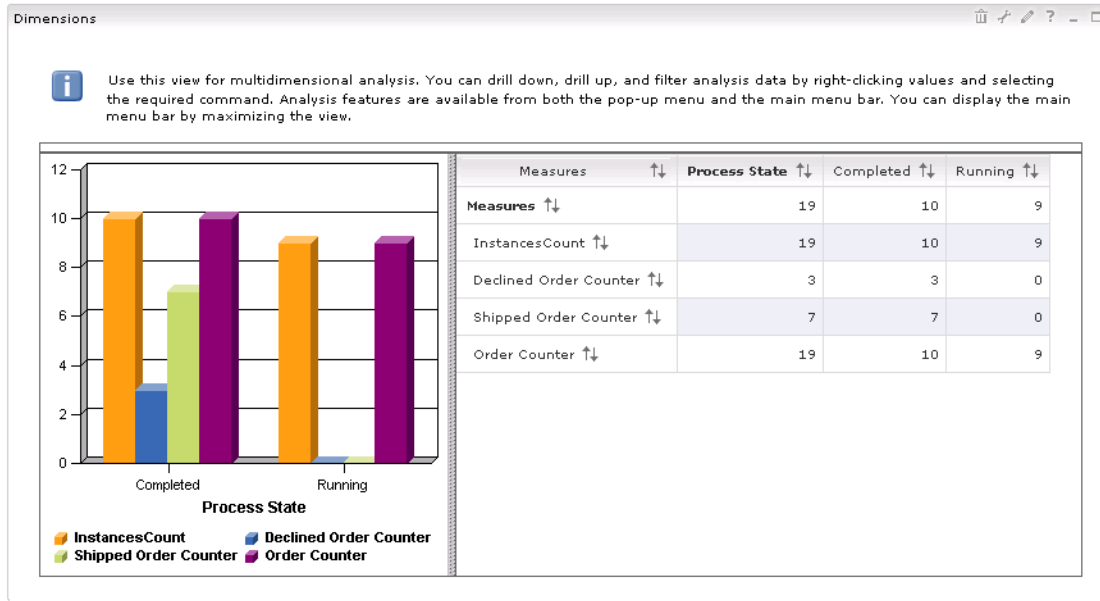 Dimensions
?
i
Use this view for multidimensional analysis. You can drill down, drill up, and filter analysis data by right-clicking values and selecting
the required command. Analysis features are available from both the pop-up menu and the main menu bar. You can display the main
menu bar by maximizing the view.
12
10
8
6
4
2
0
Completed Running
Process State
InstancesCount Declined Order Counter
Shipped Order Counter Order Counter
Measures Process State Completed Running
Measures 19 10 9
InstancesCount 19 10 9
Declined Order Counter 3 3 0
Shipped Order Counter 7 7 0
Order Counter 19 10 9